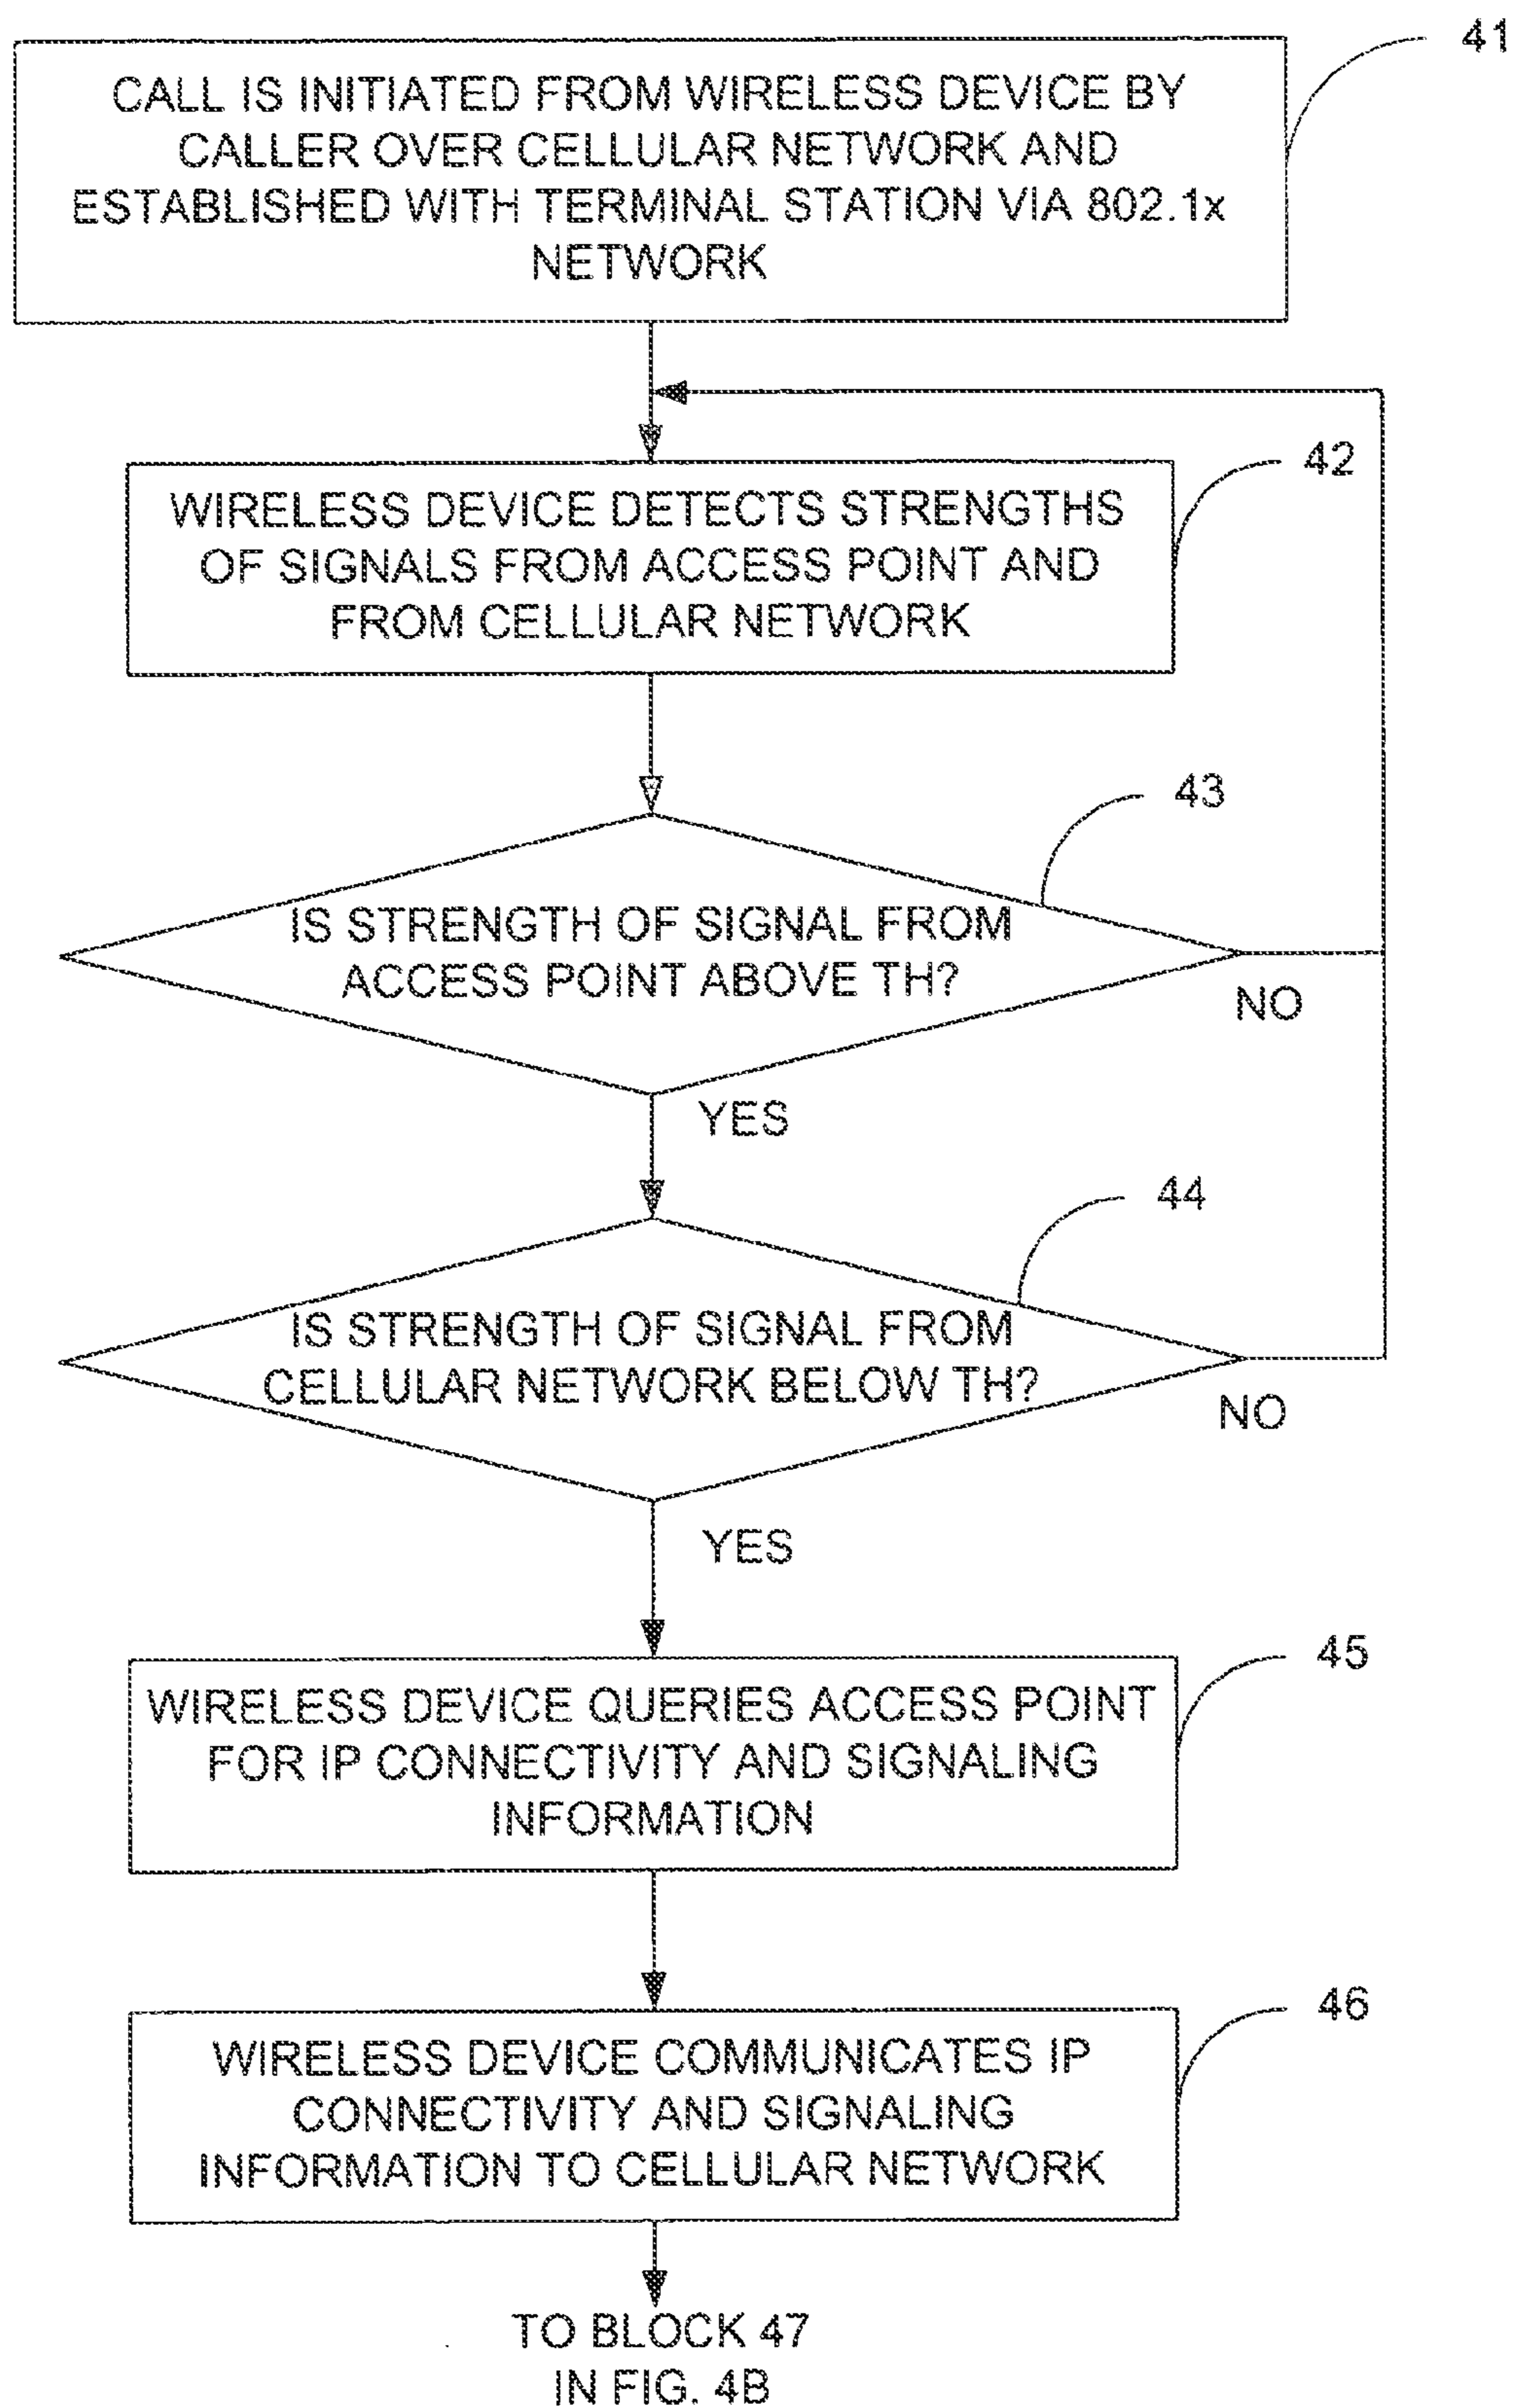 41
CALL IS INITIATED FROM WIRELESS DEVICE BY
CALLER OVER CELLULAR NETWORK AND
ESTABLISHED WITH TERMINAL STATION VIA 802.1x
NETWORK
42
WIRELESS DEVICE DETECTS STRENGTHS
OF SIGNALS FROM ACCESS POINT AND
FROM CELLULAR NETWORK
43
IS STRENGTH OF SIGNAL FROM
ACCESS POINT ABOVE TH?
NO
YES
44
IS STRENGTH OF SIGNAL FROM
CELLULAR NETWORK BELOW TH?
NO
YES
45
WIRELESS DEVICE QUERIES ACCESS POINT
FOR IP CONNECTIVITY AND SIGNALING
INFORMATION
46
WIRELESS DEVICE COMMUNICATES IP
CONNECTIVITY AND SIGNALING
INFORMATION TO CELLULAR NETWORK
TO BLOCK 47
IN FIG. 4B